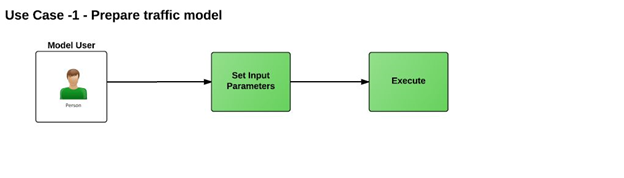 Use Case -1 - Prepare traffic model
Model User
Person
Set Input
Parameters
Execute